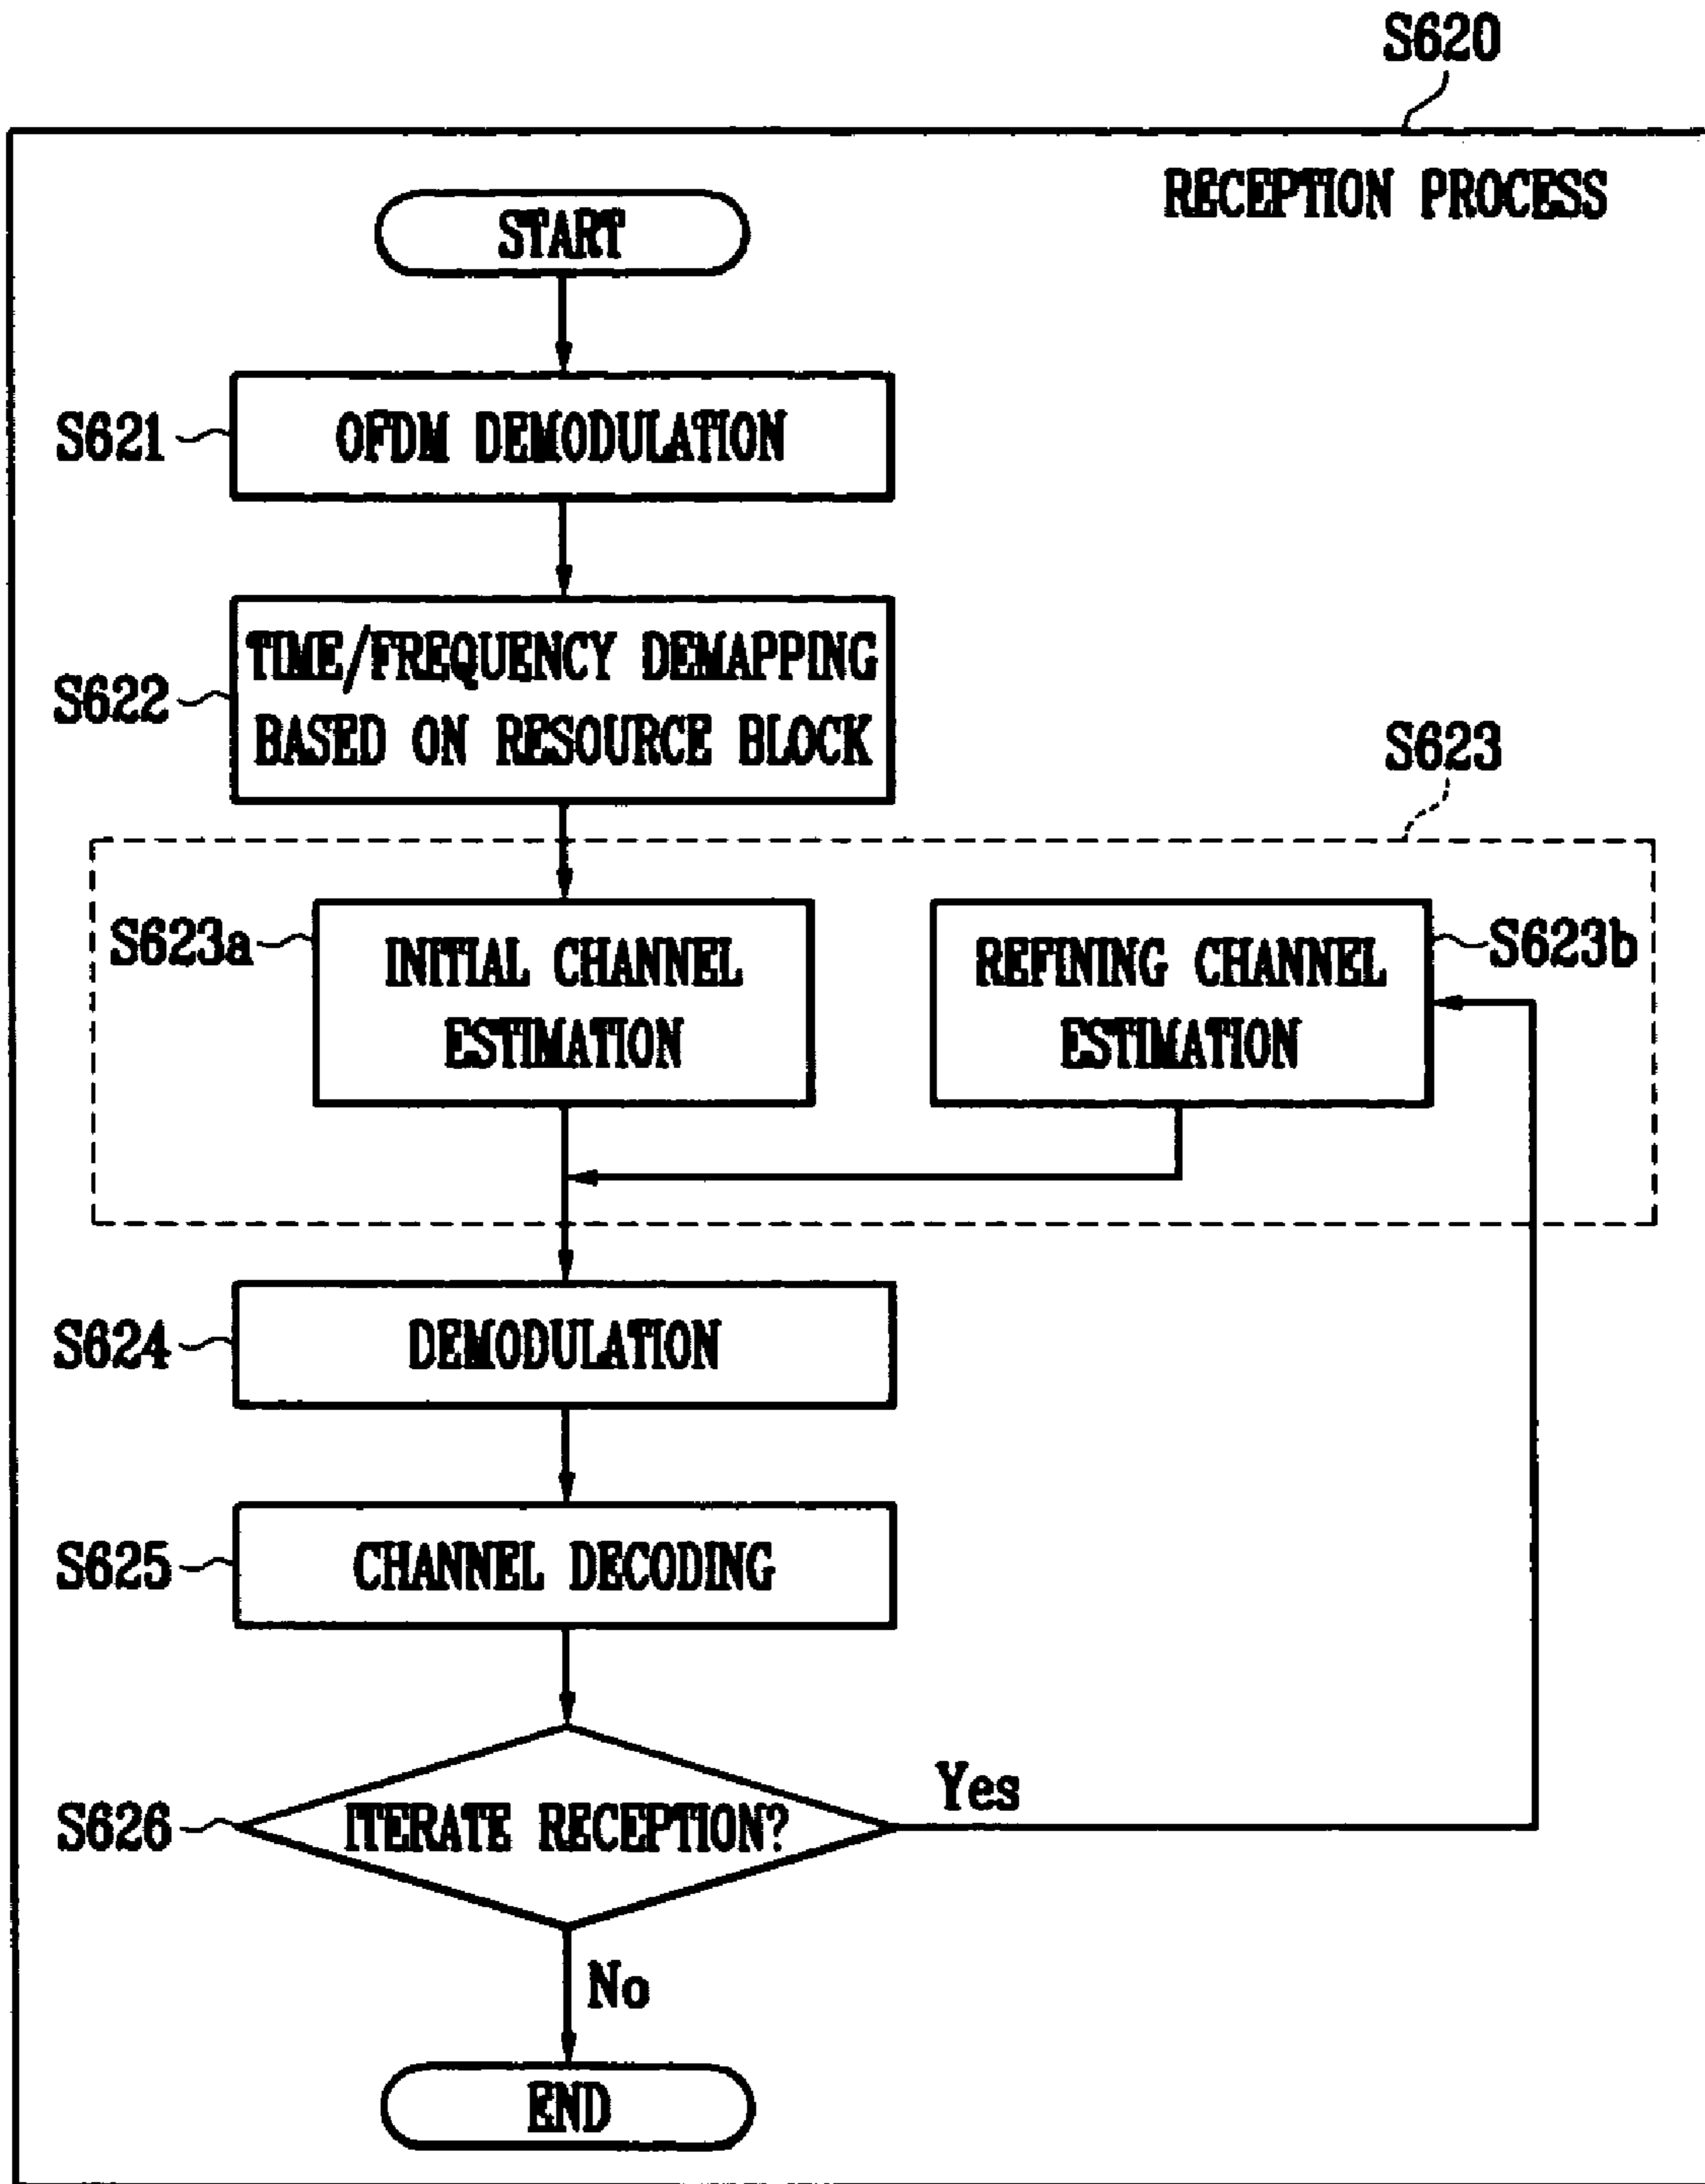 S620
RECEPTION PROCESS
START
S621
OFDM DEMODULATION
S622
TIME/FREQUENCY DEMAPPING
BASED ON RESOURCE BLOCK
S623
S623a
INITIAL CHANNEL
ESTIMATION
REFINING CHANNEL
ESTIMATION
S623b
S624
DEMODULATION
S625
CHANNEL DECODING
S626
ITERATE RECEPTION?
Yes
No
END